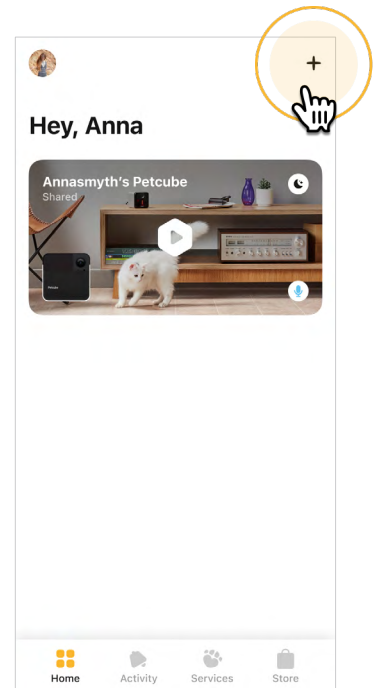 Hey, Anna
Annasmyth's Petcube
Shared
Home
Activity
Services
Store